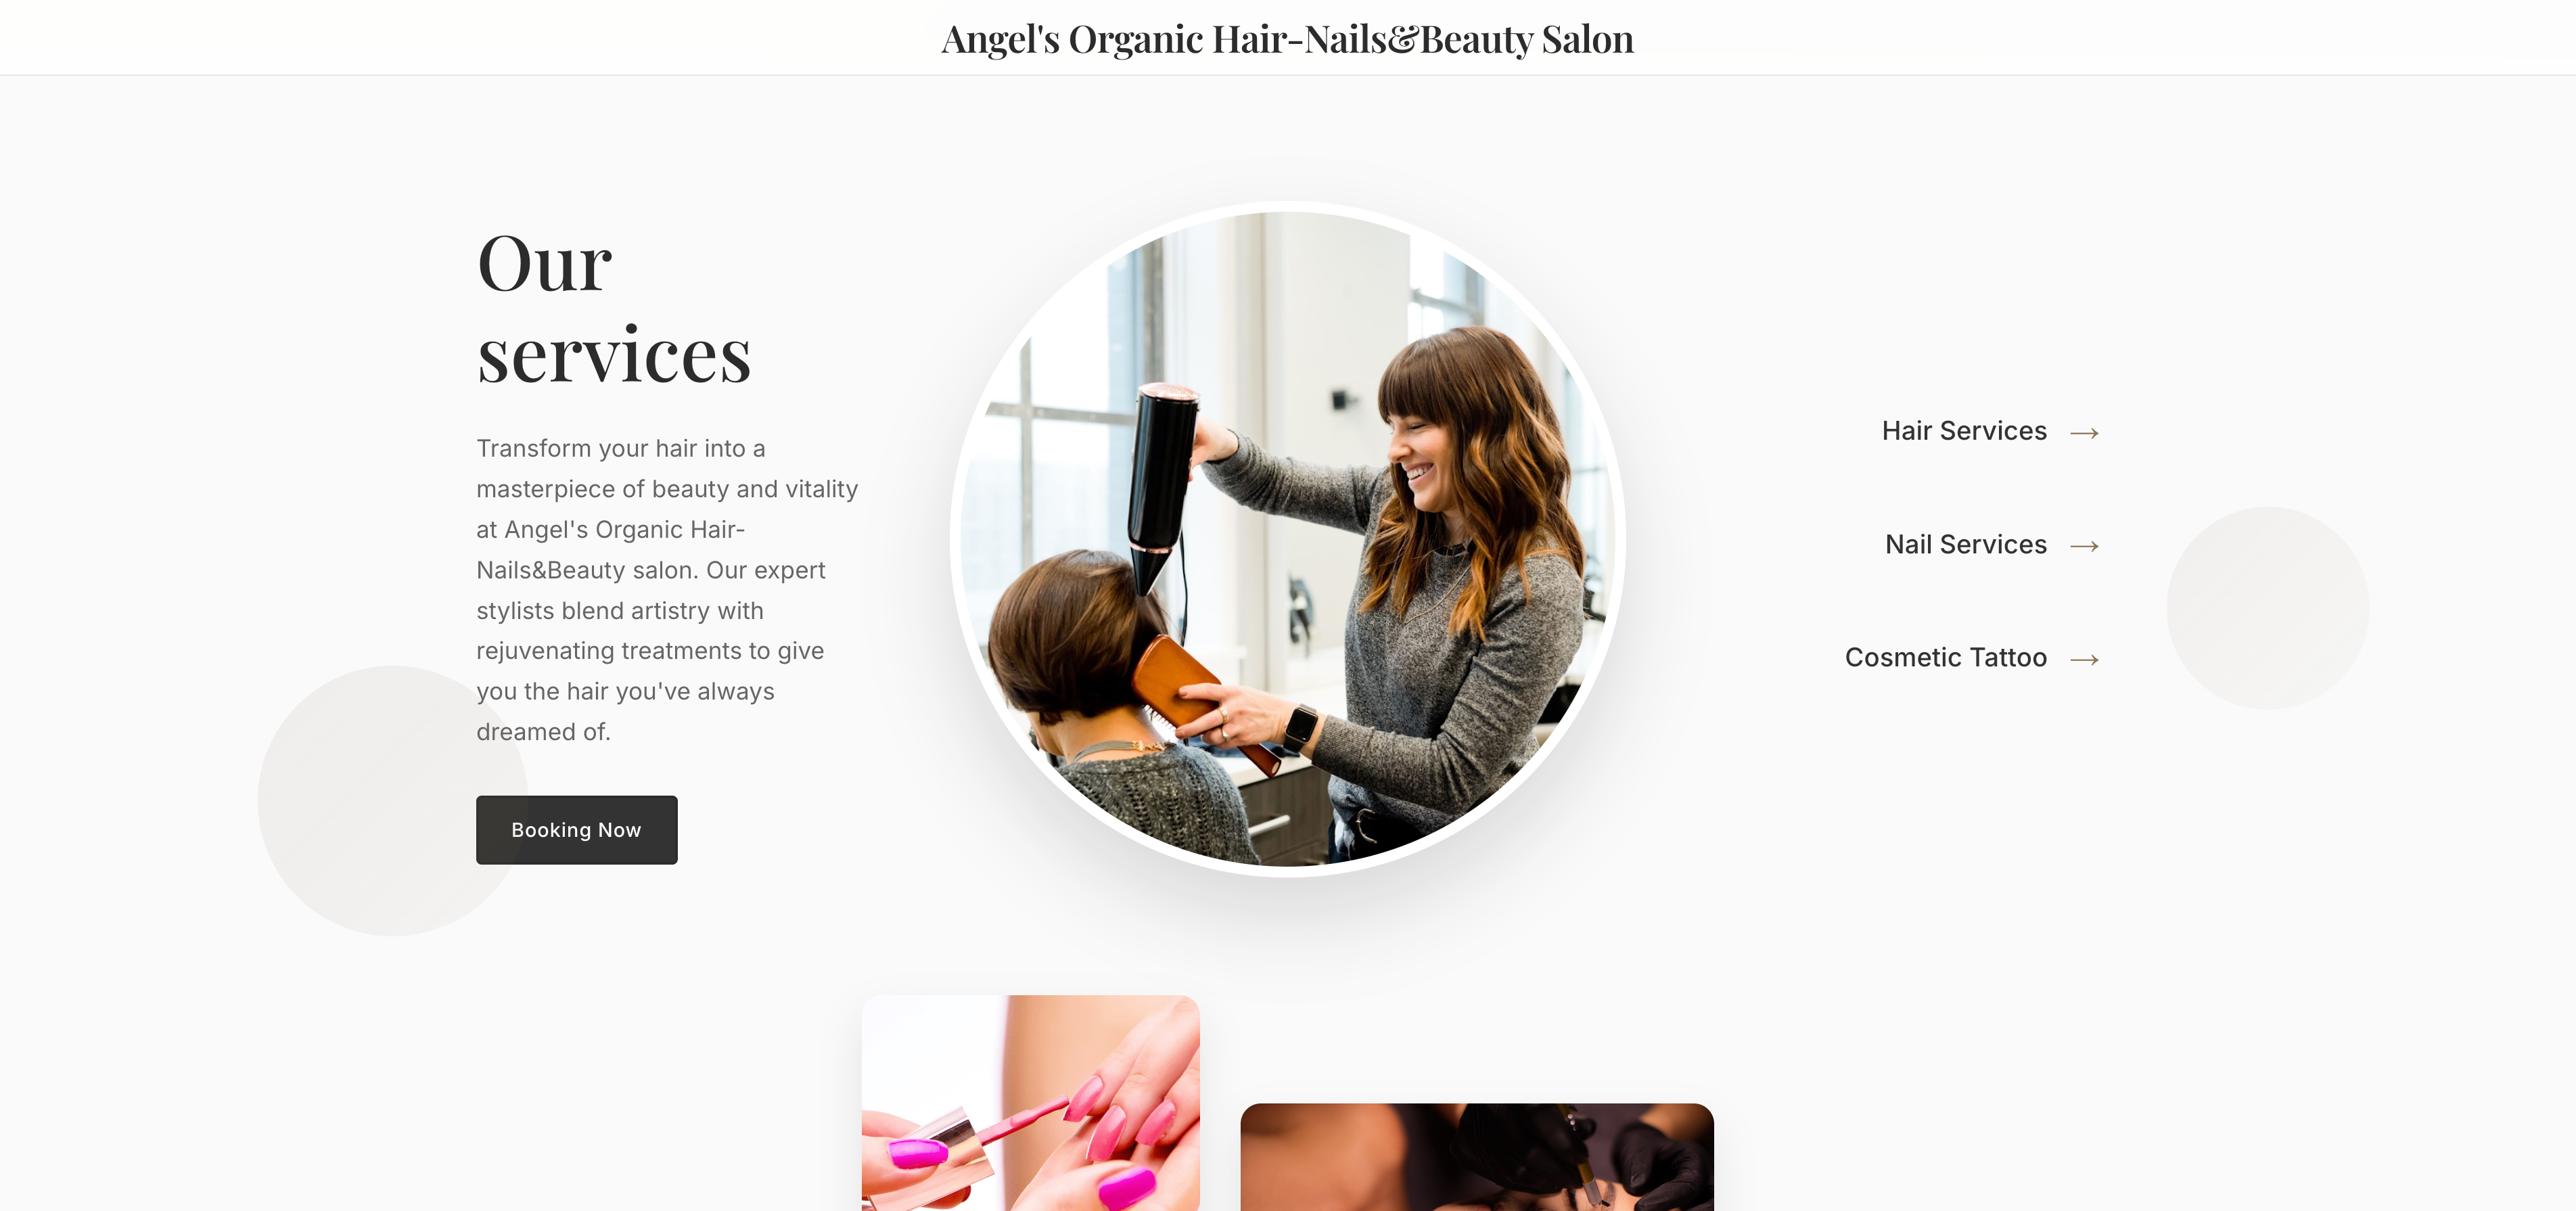 Angel's Organic Hair-Nails&Beauty Salon
Our
services
Transform your hair into a
masterpiece of beauty and vitality
at Angel's Organic Hair-
Nails&Beauty salon. Our expert
stylists blend artistry with
rejuvenating treatments to give
you the hair you've always
dreamed of.
Booking Now
Hair Services →
Nail Services →
Cosmetic Tattoo →